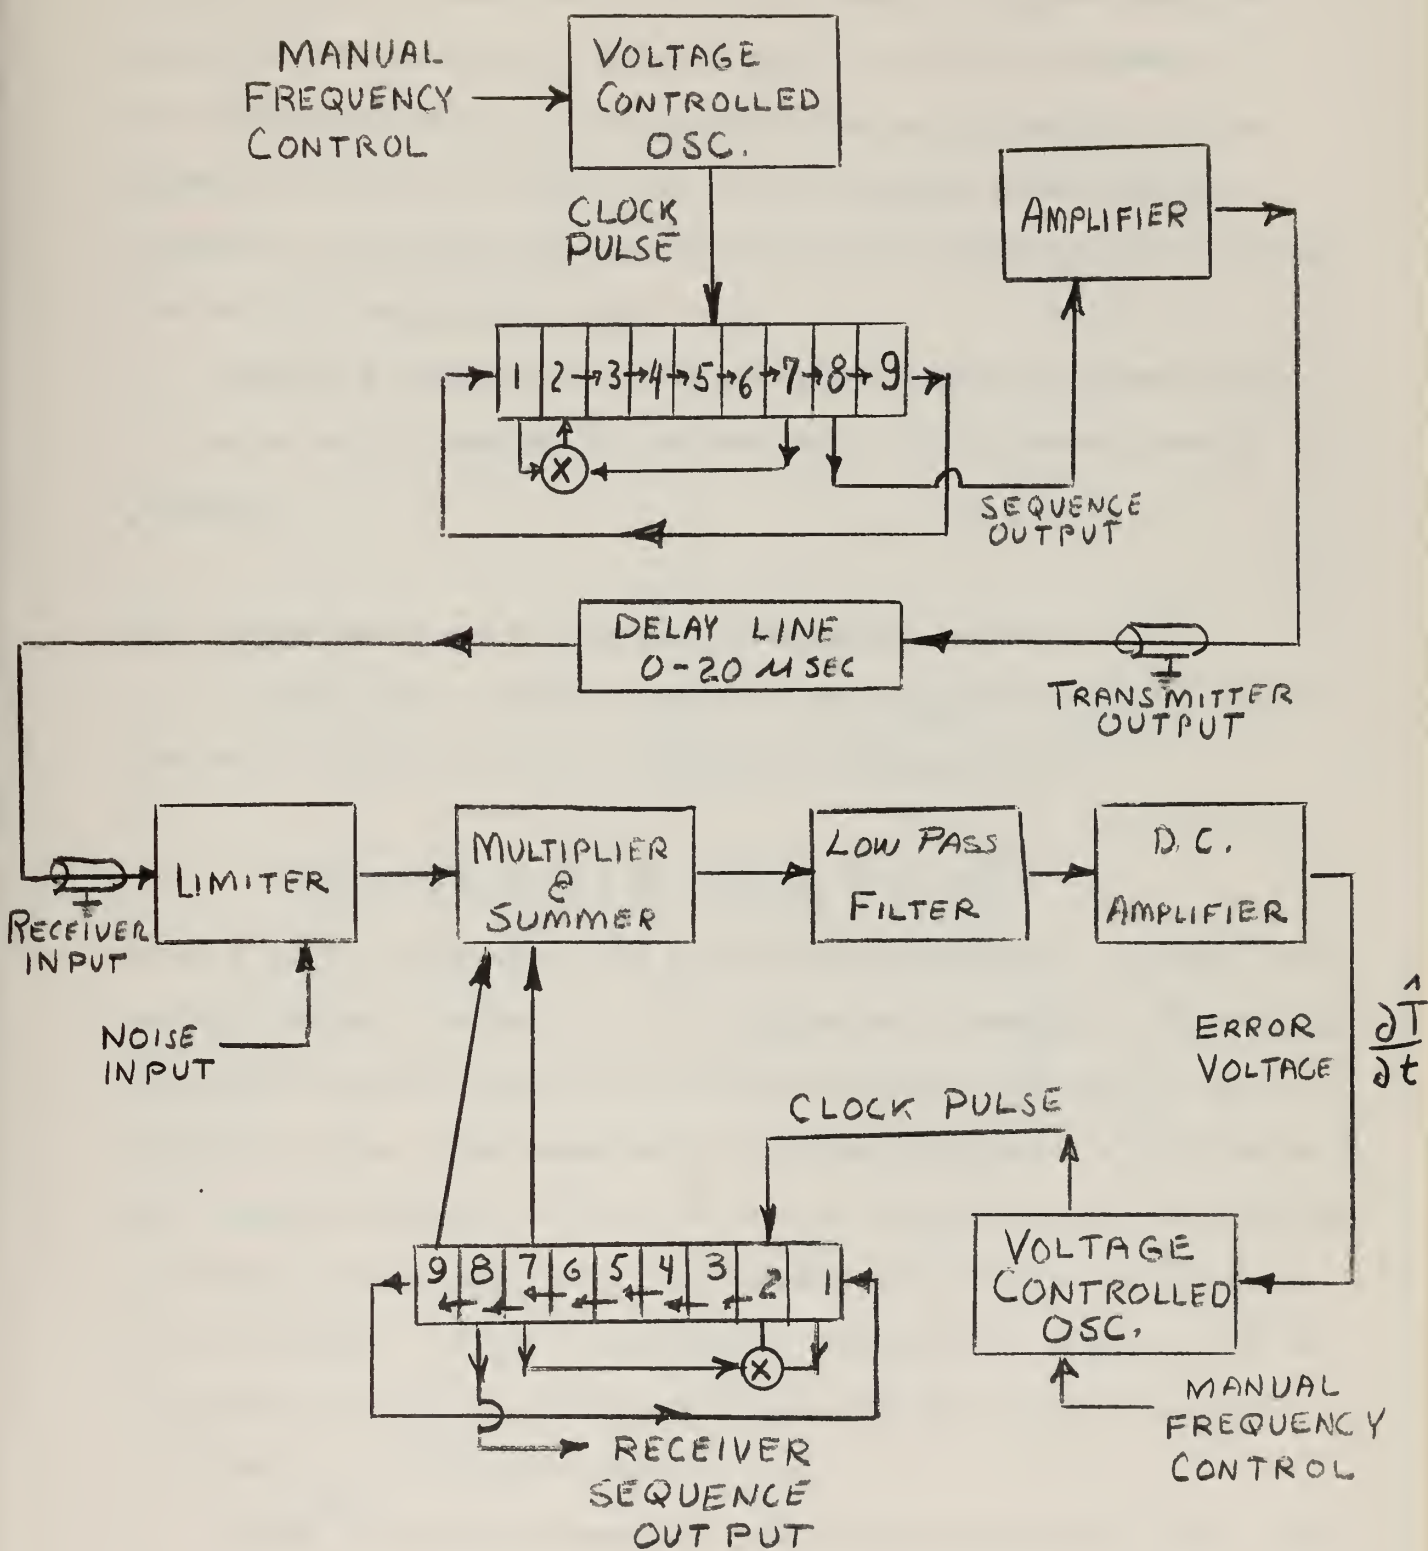 MANUAL
FREQUENCY
CONTROL
VOLTAGE
CONTROLLED
OSC.
CLOCK
PULSE
AMPLIFIER
1 2 3 4 5 6 7 8 9
X
SEQUENCE
OUTPUT
DELAY LINE
0-20 μ SEC
TRANSMITTER
OUTPUT
RECEIVER
INPUT
LIMITER
MULTIPLIER
&
SUMMER
LOW PASS
FILTER
D.C.
AMPLIFIER
NOISE
INPUT
ERROR
VOLTAGE
∂T̂
∂t
CLOCK PULSE
9 8 7 6 5 4 3 2 1
X
VOLTAGE
CONTROLLED
OSC.
RECEIVER
SEQUENCE
OUTPUT
MANUAL
FREQUENCY
CONTROL